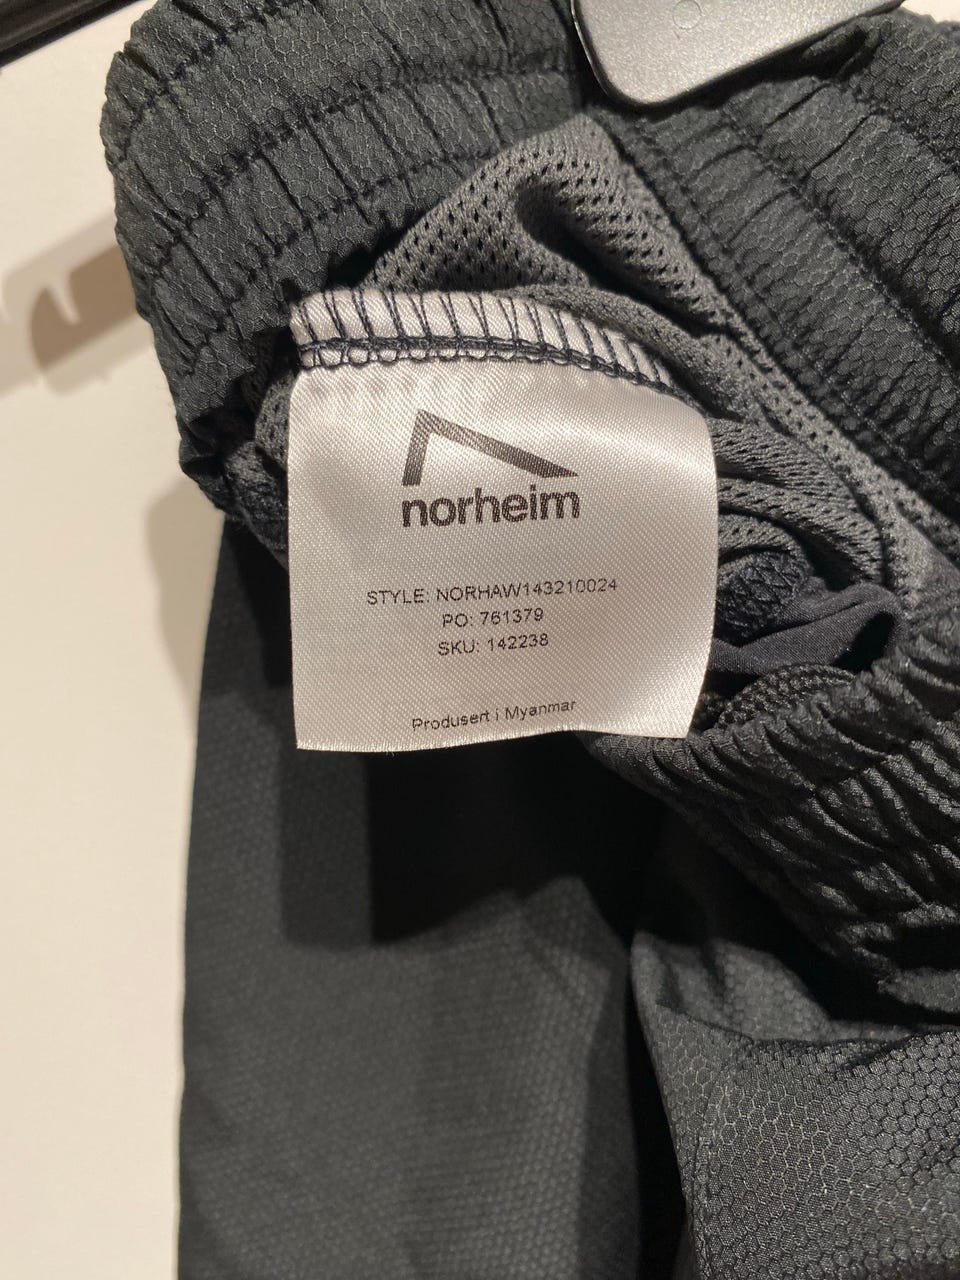 norheim
STYLE: NORHAW143210024
PO: 761379
SKU: 142238
Produsert i Myanmar